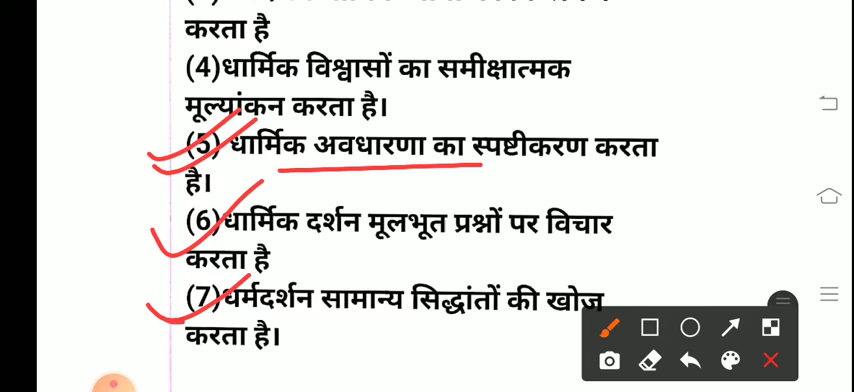 करता है
(4)धार्मिक विश्वासों का समीक्षात्मक
मूल्यांकन करता है।
(5) धार्मिक अवधारणा का स्पष्टीकरण करता
है।
(6)धार्मिक दर्शन मूलभूत प्रश्नों पर विचार
करता है
(7)धर्मदर्शन सामान्य सिद्धांतों की खोज
करता है।